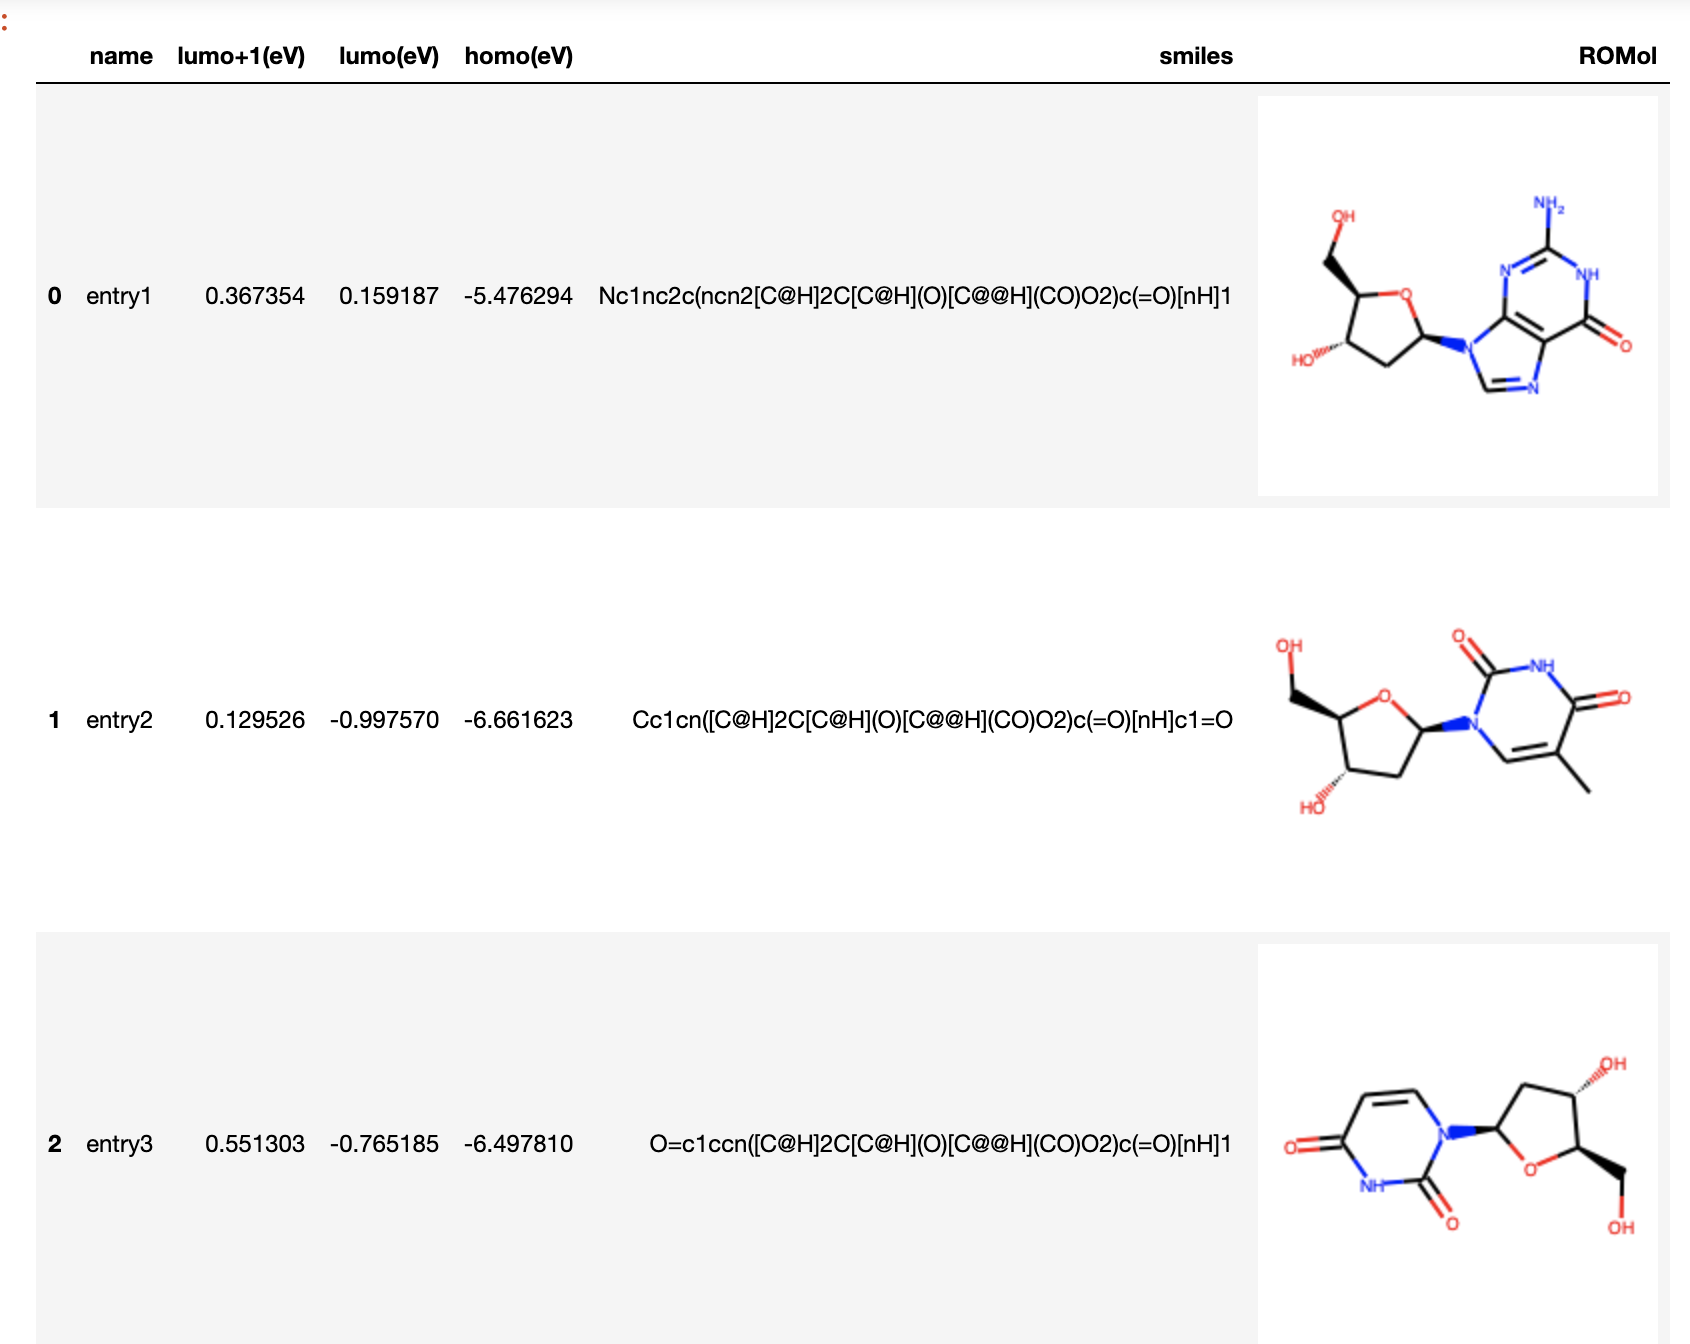 :
name lumo+1(eV) lumo(eV) homo(eV) smiles ROMol
0 entry1 0.367354 0.159187 -5.476294 Nc1nc2c(ncn2[C@H]2C[C@H](O)[C@@H](CO)O2)c(=O)[nH]1
NH2
OH
N
NH
O
N
HO
O
N
1 entry2 0.129526 -0.997570 -6.661623 Cc1cn([C@H]2C[C@H](O)[C@@H](CO)O2)c(=O)[nH]c1=O
O
OH
NH
O
O
N
HO
2 entry3 0.551303 -0.765185 -6.497810 O=c1ccn([C@H]2C[C@H](O)[C@@H](CO)O2)c(=O)[nH]1
OH
N
O
O
NH
O
OH